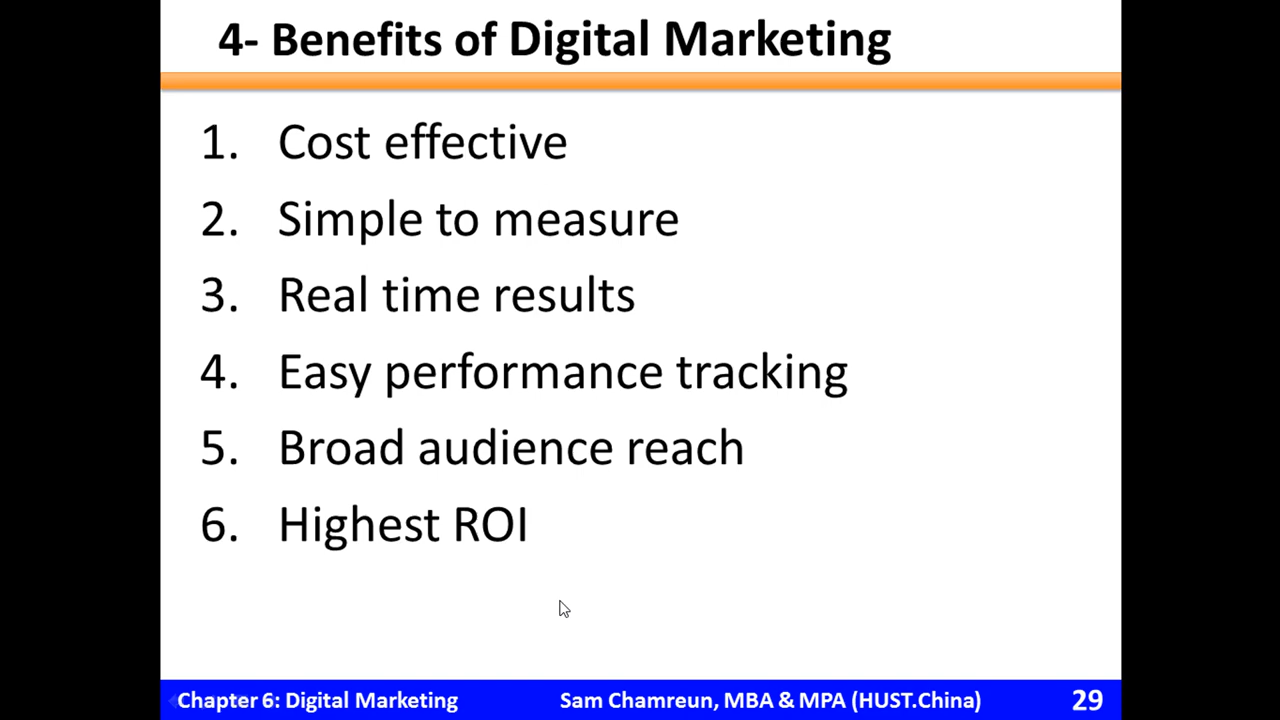 4- Benefits of Digital Marketing
1. Cost effective
2. Simple to measure
3. Real time results
4. Easy performance tracking
5. Broad audience reach
6. Highest ROI
Chapter 6: Digital Marketing Sam Chamreun, MBA & MPA (HUST.China) 29